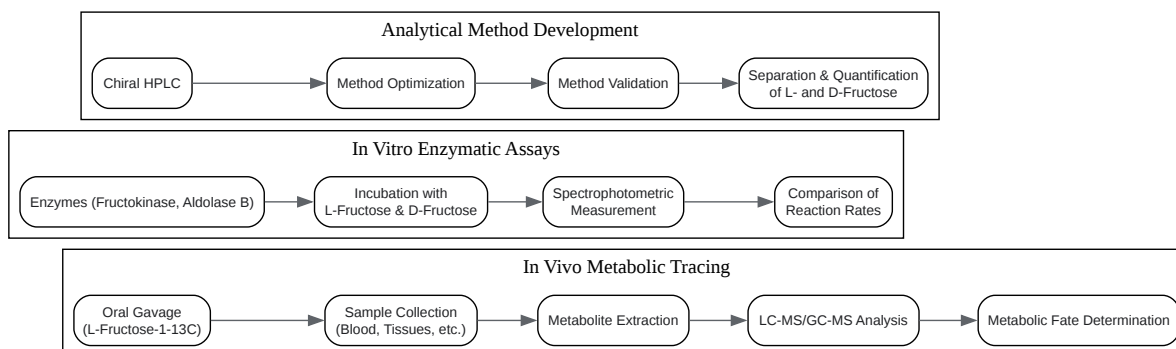 Analytical Method Development
Chiral HPLC
Method Optimization
Method Validation
Separation & Quantification
of L- and D-Fructose
In Vitro Enzymatic Assays
Enzymes (Fructokinase, Aldolase B)
Incubation with
L-Fructose & D-Fructose
Spectrophotometric
Measurement
Comparison of
Reaction Rates
In Vivo Metabolic Tracing
Oral Gavage
(L-Fructose-1-13C)
Sample Collection
(Blood, Tissues, etc.)
Metabolite Extraction
LC-MS/GC-MS Analysis
Metabolic Fate Determination